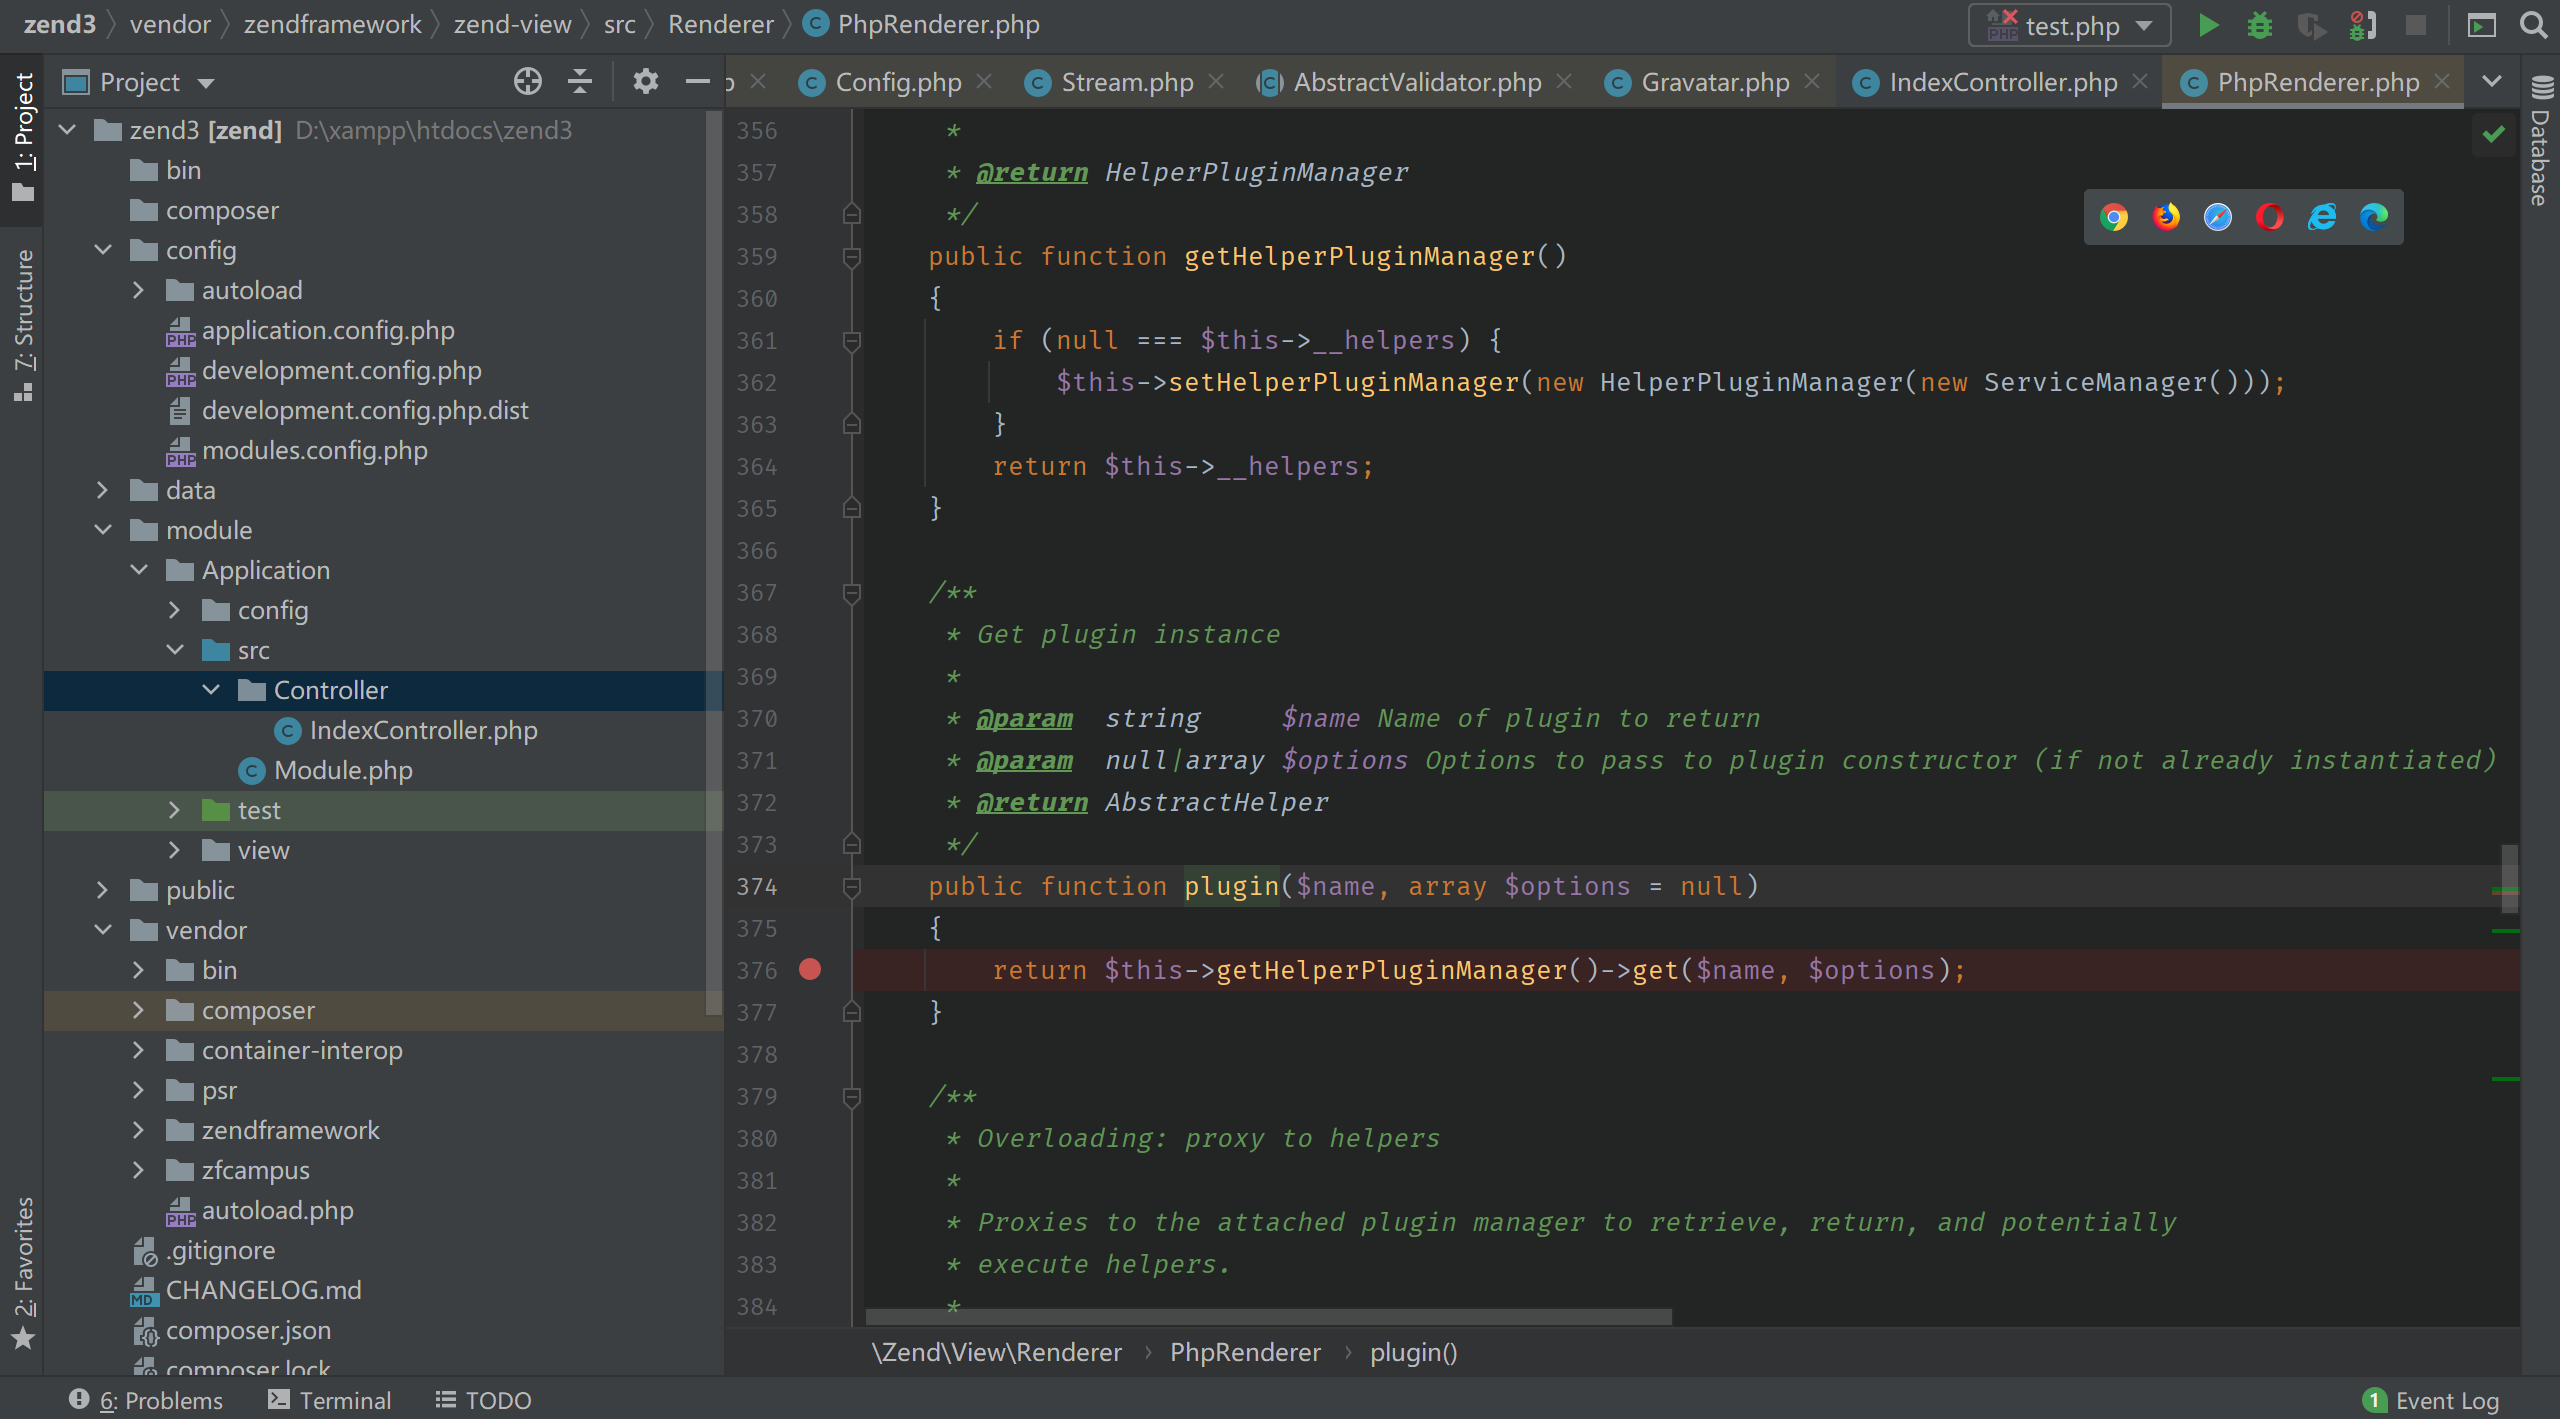 zend3 vendor zendframework zend-view src Renderer PhpRenderer.php test.php
Project
Config.php Stream.php AbstractValidator.php Gravatar.php IndexController.php PhpRenderer.php
1: Project
7: Structure
2: Favorites
Database
zend3 [zend] D:\xampp\htdocs\zend3
bin
composer
config
autoload
application.config.php
development.config.php
development.config.php.dist
modules.config.php
data
module
Application
config
src
Controller
IndexController.php
Module.php
test
view
public
vendor
bin
composer
container-interop
psr
zendframework
zfcampus
autoload.php
.gitignore
CHANGELOG.md
composer.json
composer.lock
356 *
357 * @return HelperPluginManager
358 */
359 public function getHelperPluginManager()
360 {
361 if (null === $this->__helpers) {
362 $this->setHelperPluginManager(new HelperPluginManager(new ServiceManager()));
363 }
364 return $this->__helpers;
365 }
366
367 /**
368 * Get plugin instance
369 *
370 * @param string $name Name of plugin to return
371 * @param null|array $options Options to pass to plugin constructor (if not already instantiated)
372 * @return AbstractHelper
373 */
374 public function plugin($name, array $options = null)
375 {
376 return $this->getHelperPluginManager()->get($name, $options);
377 }
378
379 /**
380 * Overloading: proxy to helpers
381 *
382 * Proxies to the attached plugin manager to retrieve, return, and potentially
383 * execute helpers.
384 *
\Zend\View\Renderer › PhpRenderer › plugin()
6: Problems Terminal TODO 1 Event Log